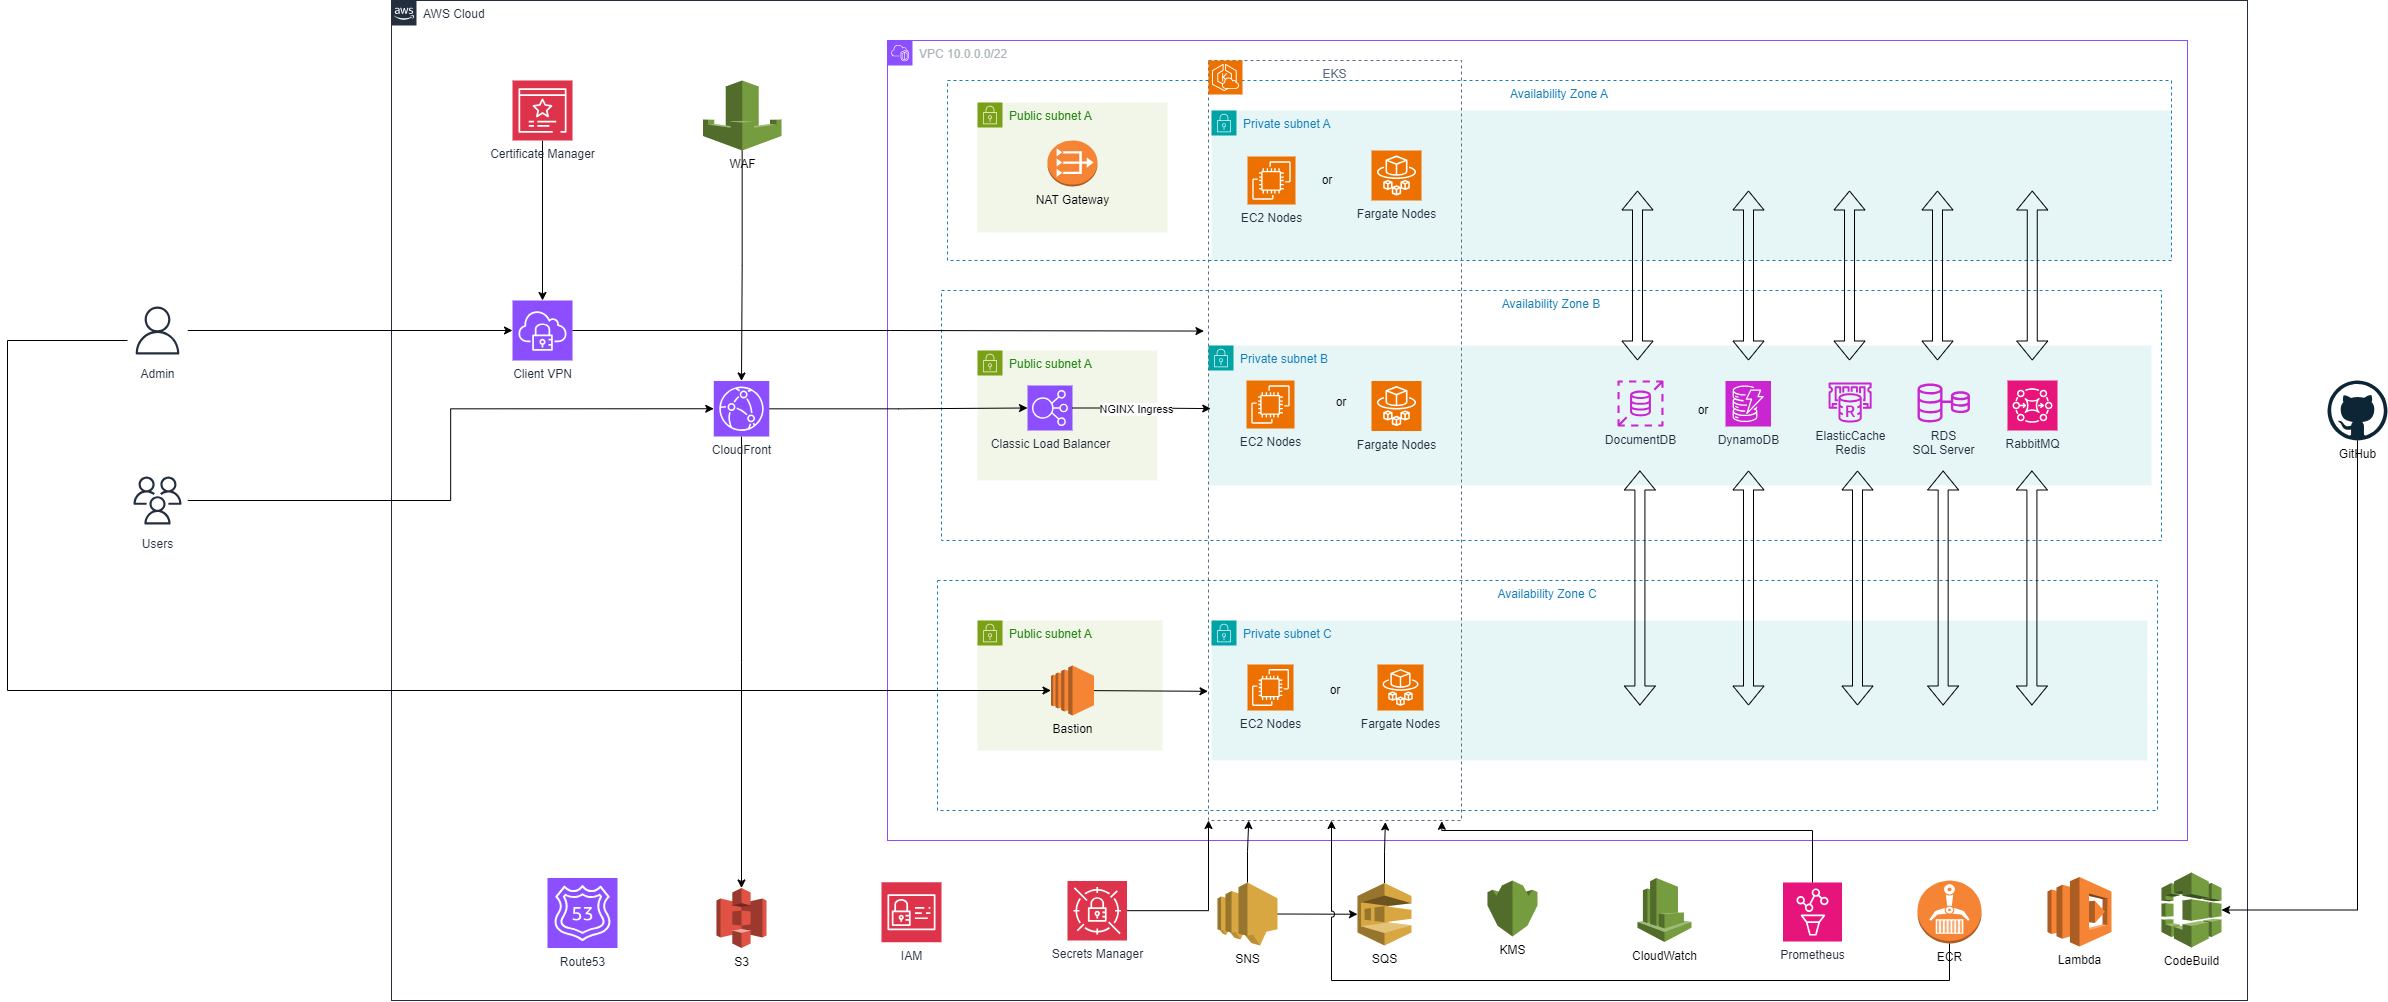 aws
AWS Cloud
VPC 10.0.0.0/22
EKS
Availability Zone A
Public subnet A
Private subnet A
Certificate Manager
WAF
NAT Gateway
EC2 Nodes
or
Fargate Nodes
Availability Zone B
Public subnet A
Private subnet B
Admin
Client VPN
NGINX Ingress
or
or
Classic Load Balancer
CloudFront
EC2 Nodes
Fargate Nodes
DocumentDB
DynamoDB
ElasticCache
Redis
R
RDS
SQL Server
RabbitMQ
GitHub
Users
Availability Zone C
Public subnet A
Private subnet C
Bastion
EC2 Nodes
or
Fargate Nodes
53
Route53
S3
IAM
Secrets Manager
SNS
SQS
KMS
CloudWatch
Prometheus
ECR
Lambda
CodeBuild